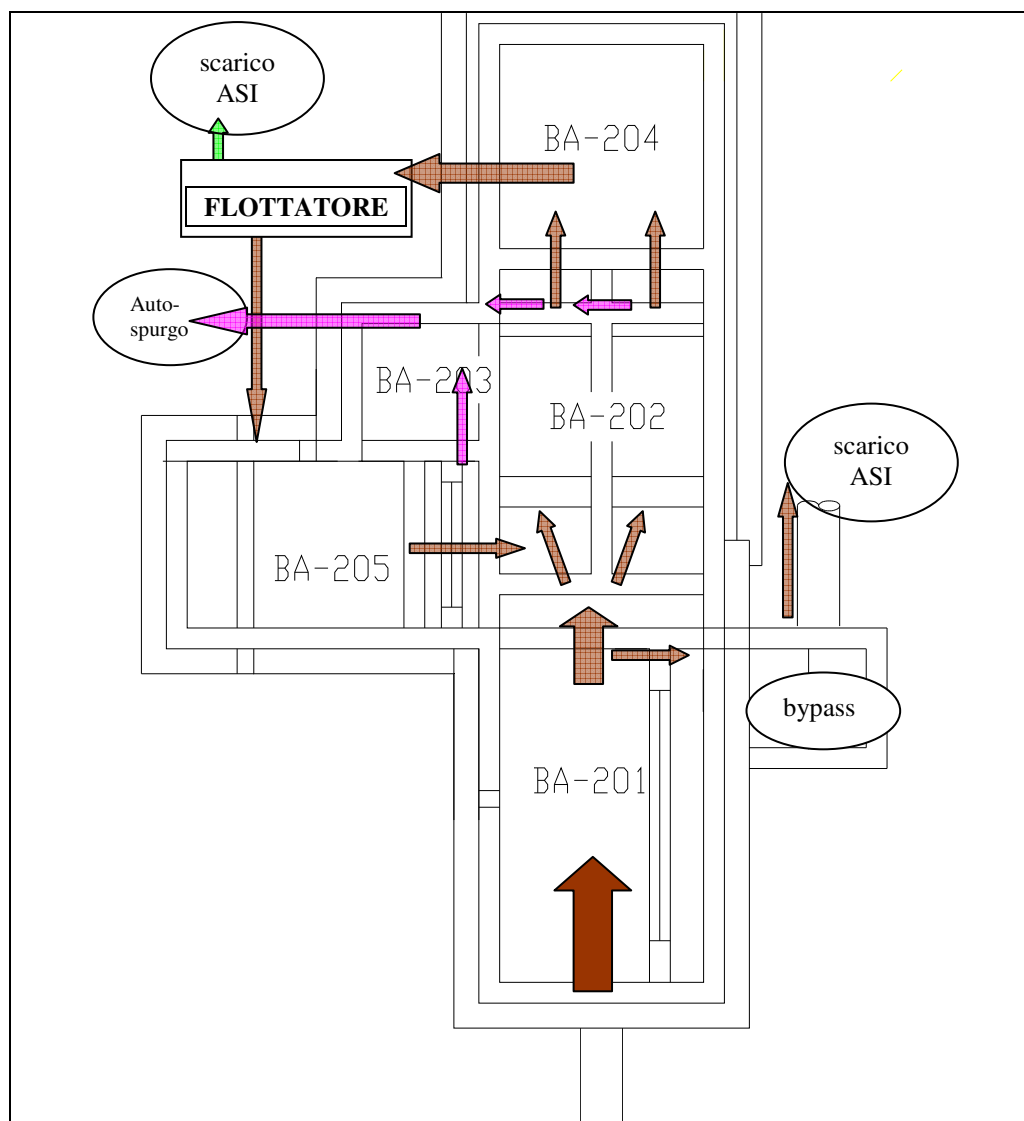 scarico
ASI
BA-204
FLOTTATORE
Auto-
spurgo
BA-203
BA-202
scarico
ASI
BA-205
bypass
BA-201